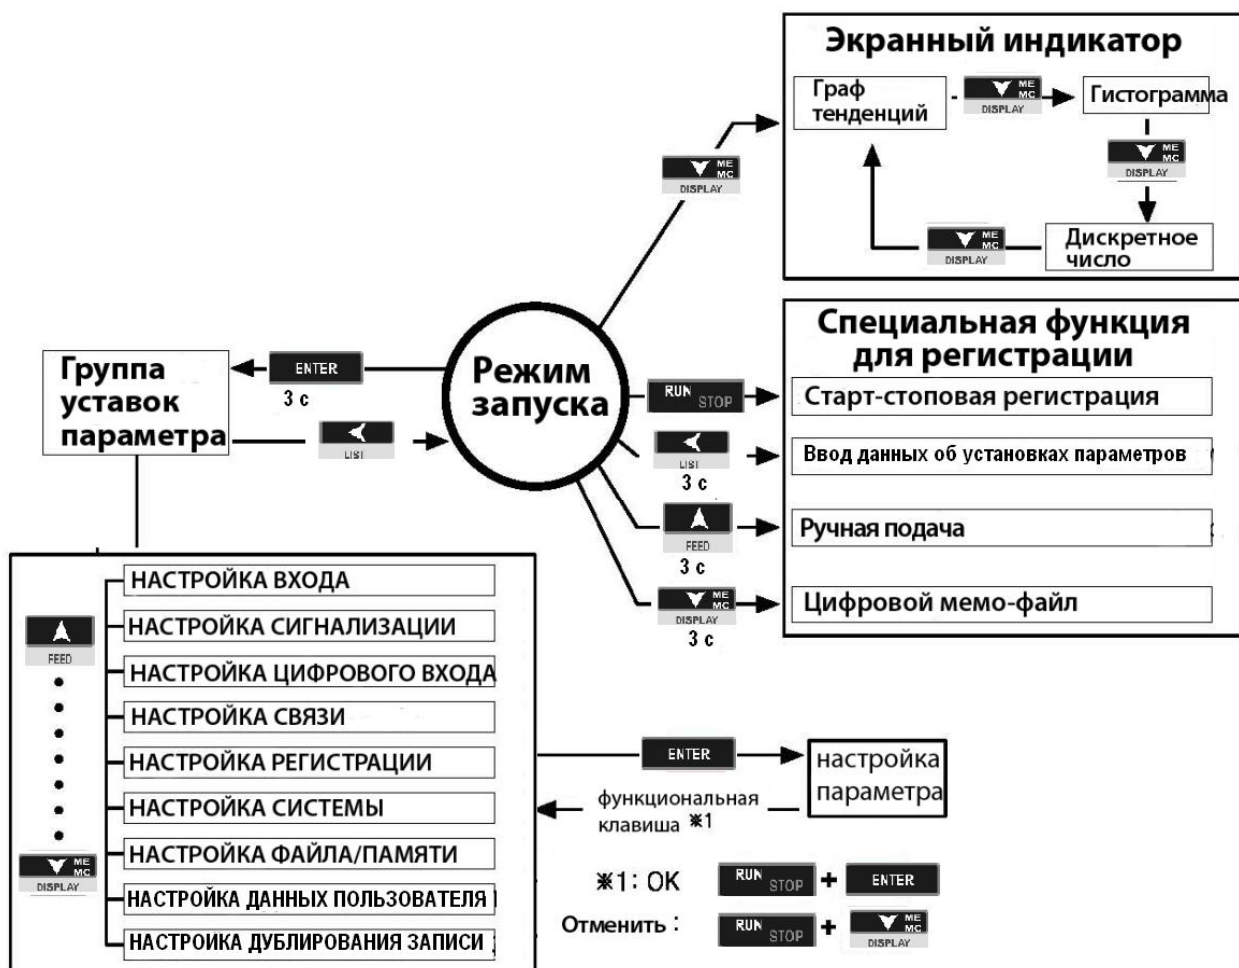 Экранный индикатор
Граф
тенденций
ME
MC
DISPLAY
Гистограмма
ME
MC
DISPLAY
ME
MC
DISPLAY
Дискретное
число
ME
MC
DISPLAY
Специальная функция
для регистрации
RUN STOP
Старт-стоповая регистрация
LIST
3 с
Ввод данных об установках параметров
FEED
3 с
Ручная подача
ME
MC
DISPLAY
3 с
Цифровой мемо-файл
Режим
запуска
Группа
уставок
параметра
ENTER
3 с
LIST
FEED
ME
MC
DISPLAY
НАСТРОЙКА ВХОДА
НАСТРОЙКА СИГНАЛИЗАЦИИ
НАСТРОЙКА ЦИФРОВОГО ВХОДА
НАСТРОЙКА СВЯЗИ
НАСТРОЙКА РЕГИСТРАЦИИ
НАСТРОЙКА СИСТЕМЫ
НАСТРОЙКА ФАЙЛА/ПАМЯТИ
НАСТРОЙКА ДАННЫХ ПОЛЬЗОВАТЕЛЯ
НАСТРОЙКА ДУБЛИРОВАНИЯ ЗАПИСИ
ENTER
настройка
параметра
функциональная
клавиша ※1
※1: OK RUN STOP + ENTER
Отменить : RUN STOP + ME
MC
DISPLAY